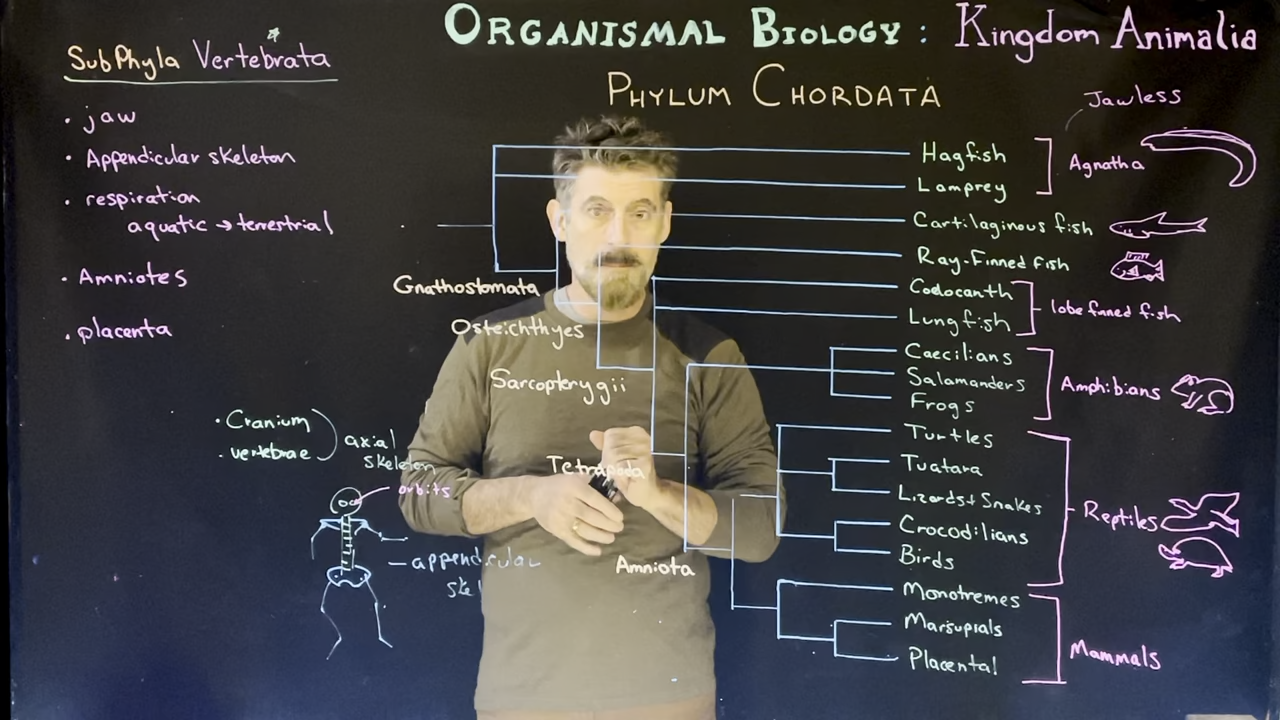 ORGANISMAL BIOLOGY : Kingdom Animalia
PHYLUM CHORDATA
SubPhyla Vertebrata
• jaw
• Appendicular skeleton
• respiration
aquatic → terrestrial
• Amniotes
• placenta
• Cranium
• vertebrae
axial
skeleton
orbits
appendicular
Gnathostomata
Osteichthyes
Sarcopterygii
Tetrapoda
Amniota
Jawless
Hagfish
Lamprey
Agnatha
Cartilaginous fish
Ray-Finned fish
Coelocanth
Lungfish
lobe finned fish
Caecilians
Salamanders
Frogs
Amphibians
Turtles
Tuatara
Lizards + Snakes
Crocodilians
Birds
Reptiles
Monotremes
Marsupials
Placental
Mammals